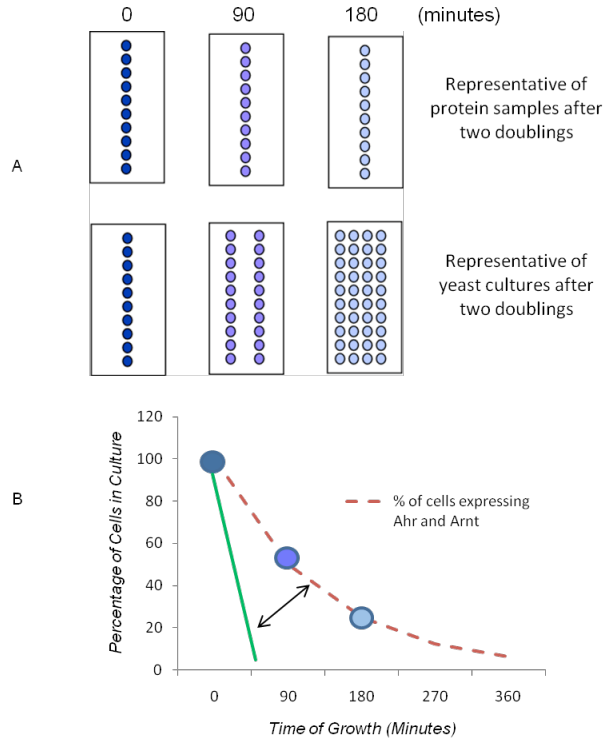 0 90 180 (minutes)
A
Representative of
protein samples after
two doublings
Representative of
yeast cultures after
two doublings
B
Percentage of Cells in Culture
120
100
80
60
40
20
0
% of cells expressing
Ahr and Arnt
0 90 180 270 360
Time of Growth (Minutes)